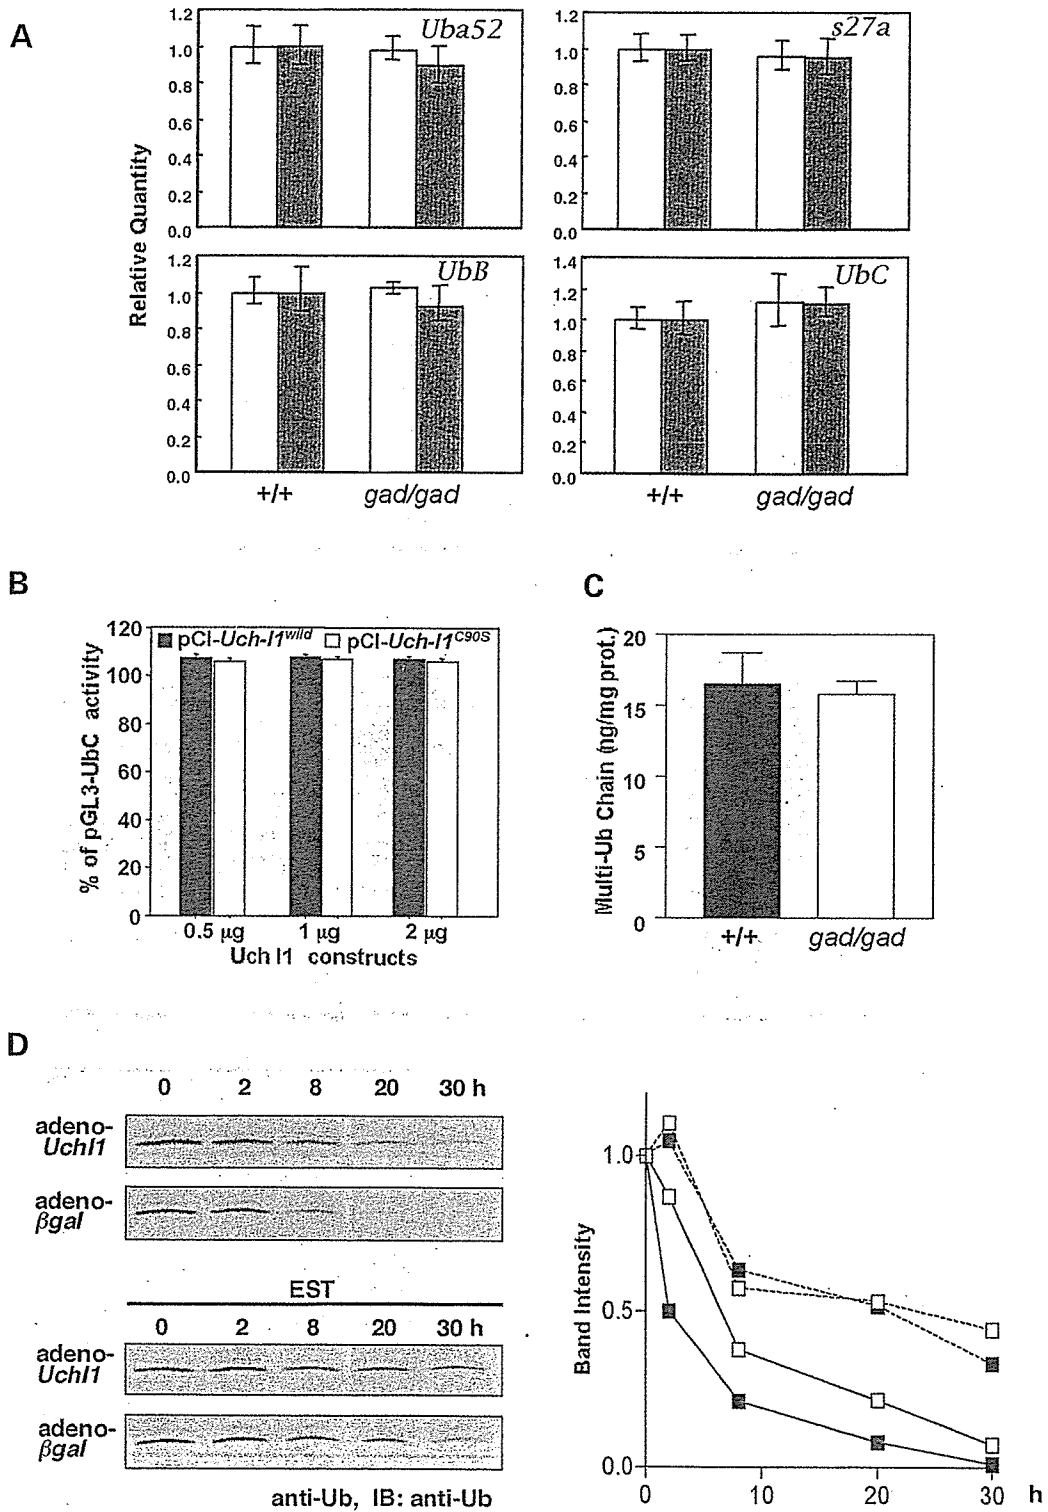 A
Uba52
s27a
Relative Quantity
1.2
1.0
0.8
0.6
0.4
0.2
0.0
1.2
1.0
0.8
0.6
0.4
0.2
0.0
UbB
UbC
1.2
1.0
0.8
0.6
0.4
0.2
0.0
1.4
1.2
1.0
0.8
0.6
0.4
0.2
0.0
+/+ gad/gad
+/+ gad/gad
B
% of pGL3-UbC activity
120
100
80
60
40
20
0
pCI-Uch-l1wild pCI-Uch-l1C90S
0.5 µg 1 µg 2 µg
Uch l1 constructs
C
Multi-Ub Chain (ng/mg prot.)
20
15
10
5
0
+/+ gad/gad
D
0 2 8 20 30 h
adeno-
Uchl1
adeno-
βgal
EST
0 2 8 20 30 h
adeno-
Uchl1
adeno-
βgal
anti-Ub, IB: anti-Ub
Band Intensity
1.0
0.5
0.0
0 10 20 30 h